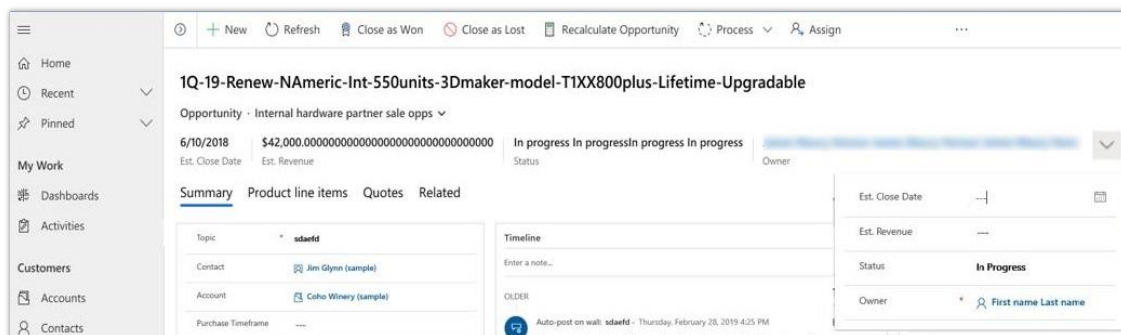 New Refresh Close as Won Close as Lost Recalculate Opportunity Process Assign ...
Home
Recent
Pinned
My Work
Dashboards
Activities
Customers
Accounts
Contacts
1Q-19-Renew-NAmeric-Int-550units-3Dmaker-model-T1XX800plus-Lifetime-Upgradable
Opportunity · Internal hardware partner sale opps
6/10/2018
Est. Close Date
Est. Revenue
In progress In progressIn progress In progress
Status
Owner
Summary Product line items Quotes Related
Topic * sdaefd
Contact Jim Glynn (sample)
Account Coho Winery (sample)
Purchase Timeframe ---
Timeline
Enter a note...
OLDER
Auto-post on wall: sdaefd - Thursday, February 28, 2019 4:25 PM
Est. Close Date ---
Est. Revenue ---
Status In Progress
Owner * First name Last name